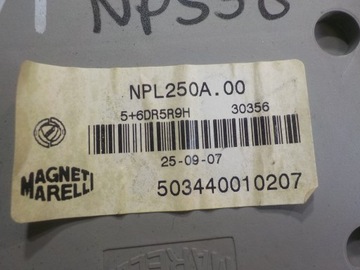 NPS50
NPL250A.00
5+6DR5R9H 30356
25-09-07
MAGNETI
MARELLI
503440010207